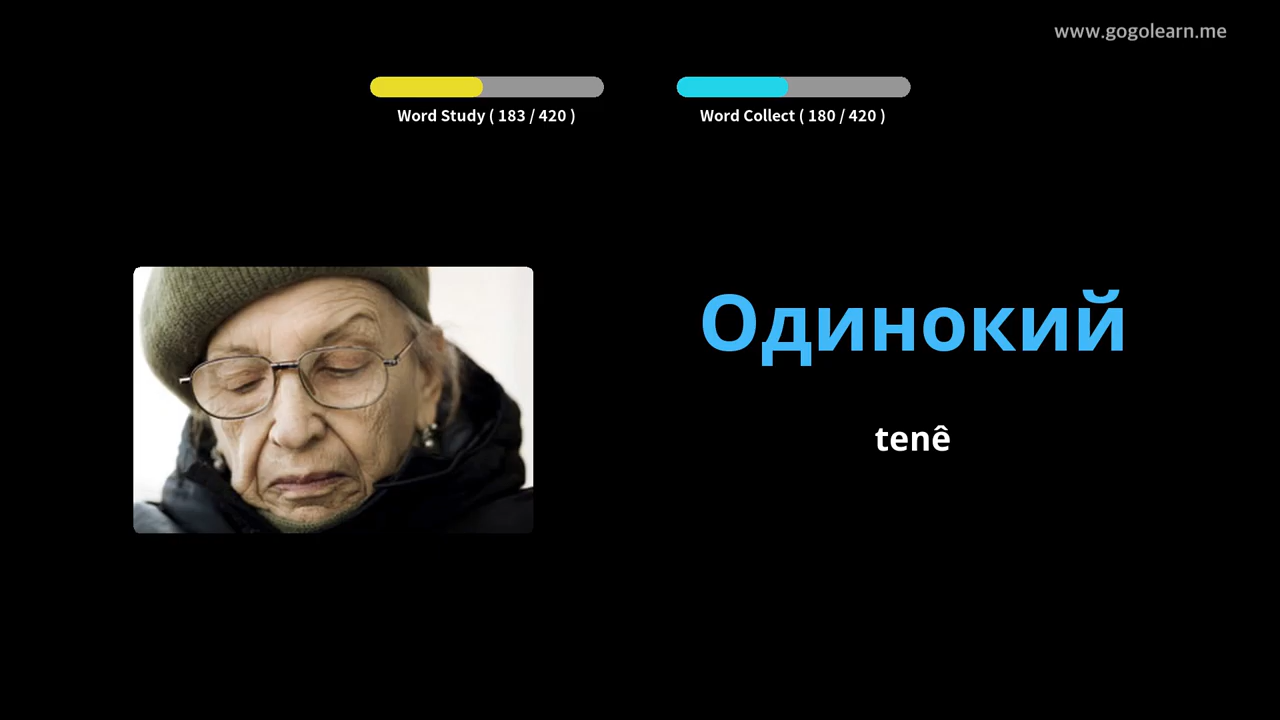 www.gogolearn.me
Word Study ( 183 / 420 )
Word Collect ( 180 / 420 )
Одинокий
tenê